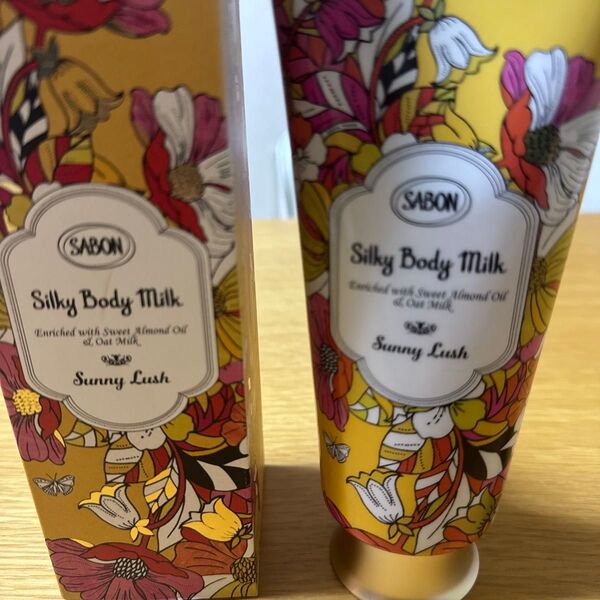 SABON
Silky Body Milk
Enriched with Sweet Almond Oil
& Oat Milk
Sunny Lush
SABON
Silky Body Milk
Enriched with Sweet Almond Oil
& Oat Milk
Sunny Lush